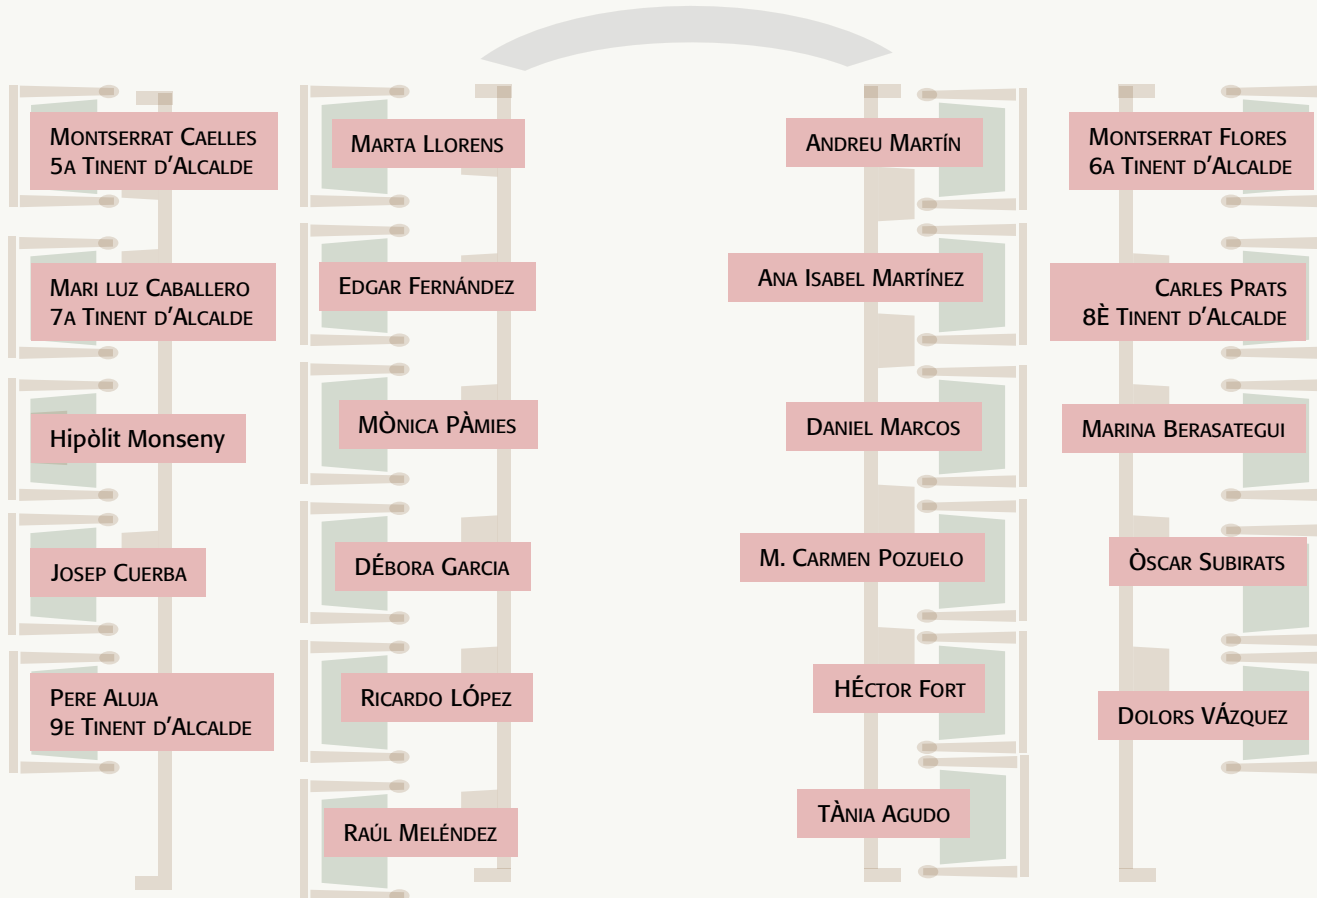 Montserrat Caelles
5a Tinent d'Alcalde
Mari luz Caballero
7a Tinent d'Alcalde
Hipòlit Monseny
Josep Cuerba
Pere Aluja
9e Tinent d'Alcalde
Marta Llorens
Edgar Fernández
MÒnica PÀmies
DÉbora Garcia
Ricardo LÓpez
Raúl Meléndez
Andreu Martín
Ana Isabel Martínez
Daniel Marcos
M. Carmen Pozuelo
HÉctor Fort
TÀnia Agudo
Montserrat Flores
6a Tinent d'Alcalde
Carles Prats
8È Tinent d'Alcalde
Marina Berasategui
Òscar Subirats
Dolors VÁzquez